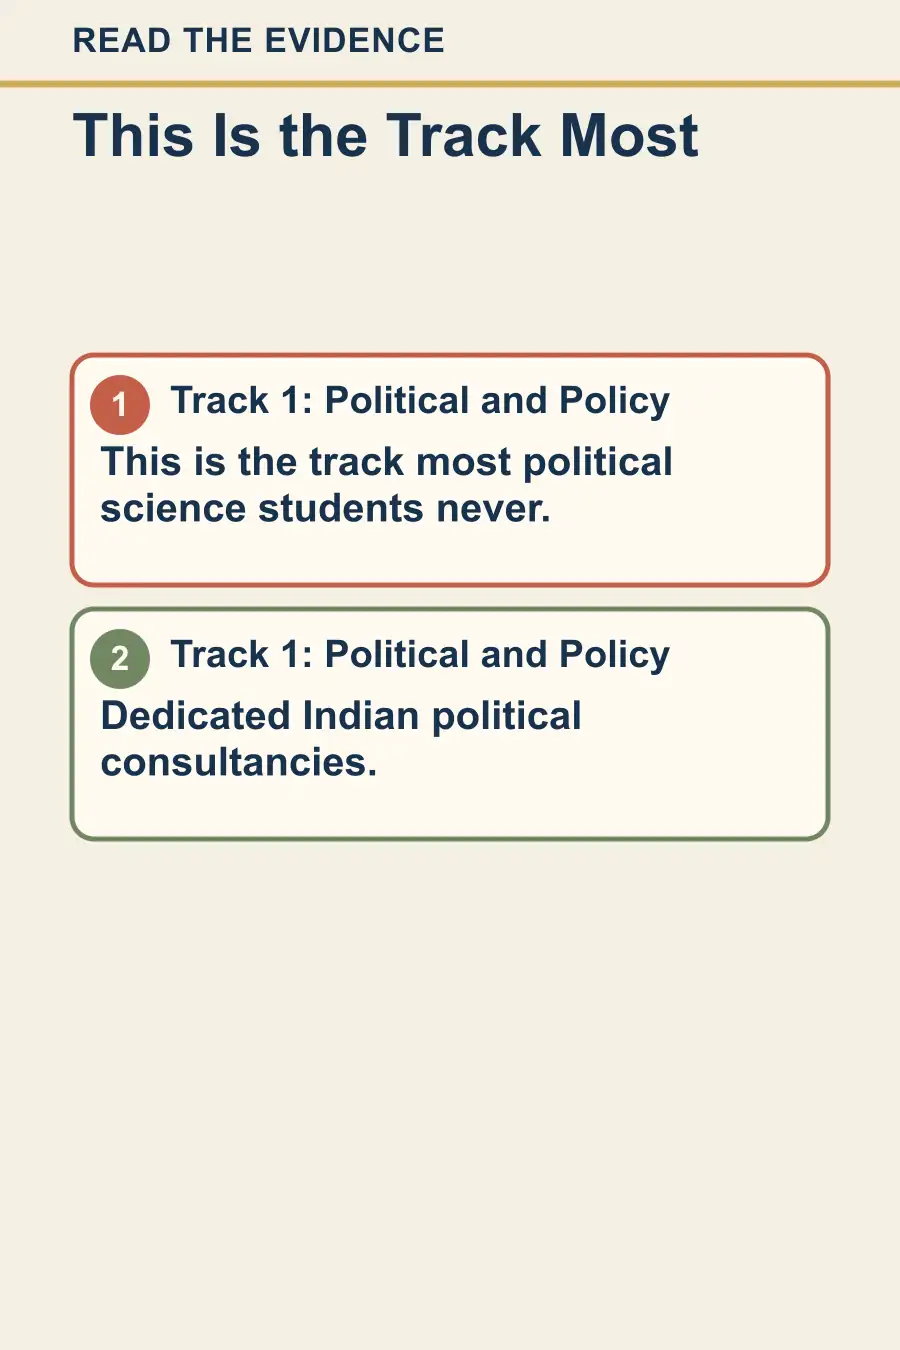 READ THE EVIDENCE
This Is the Track Most
1 Track 1: Political and Policy
This is the track most political
science students never.
2 Track 1: Political and Policy
Dedicated Indian political
consultancies.